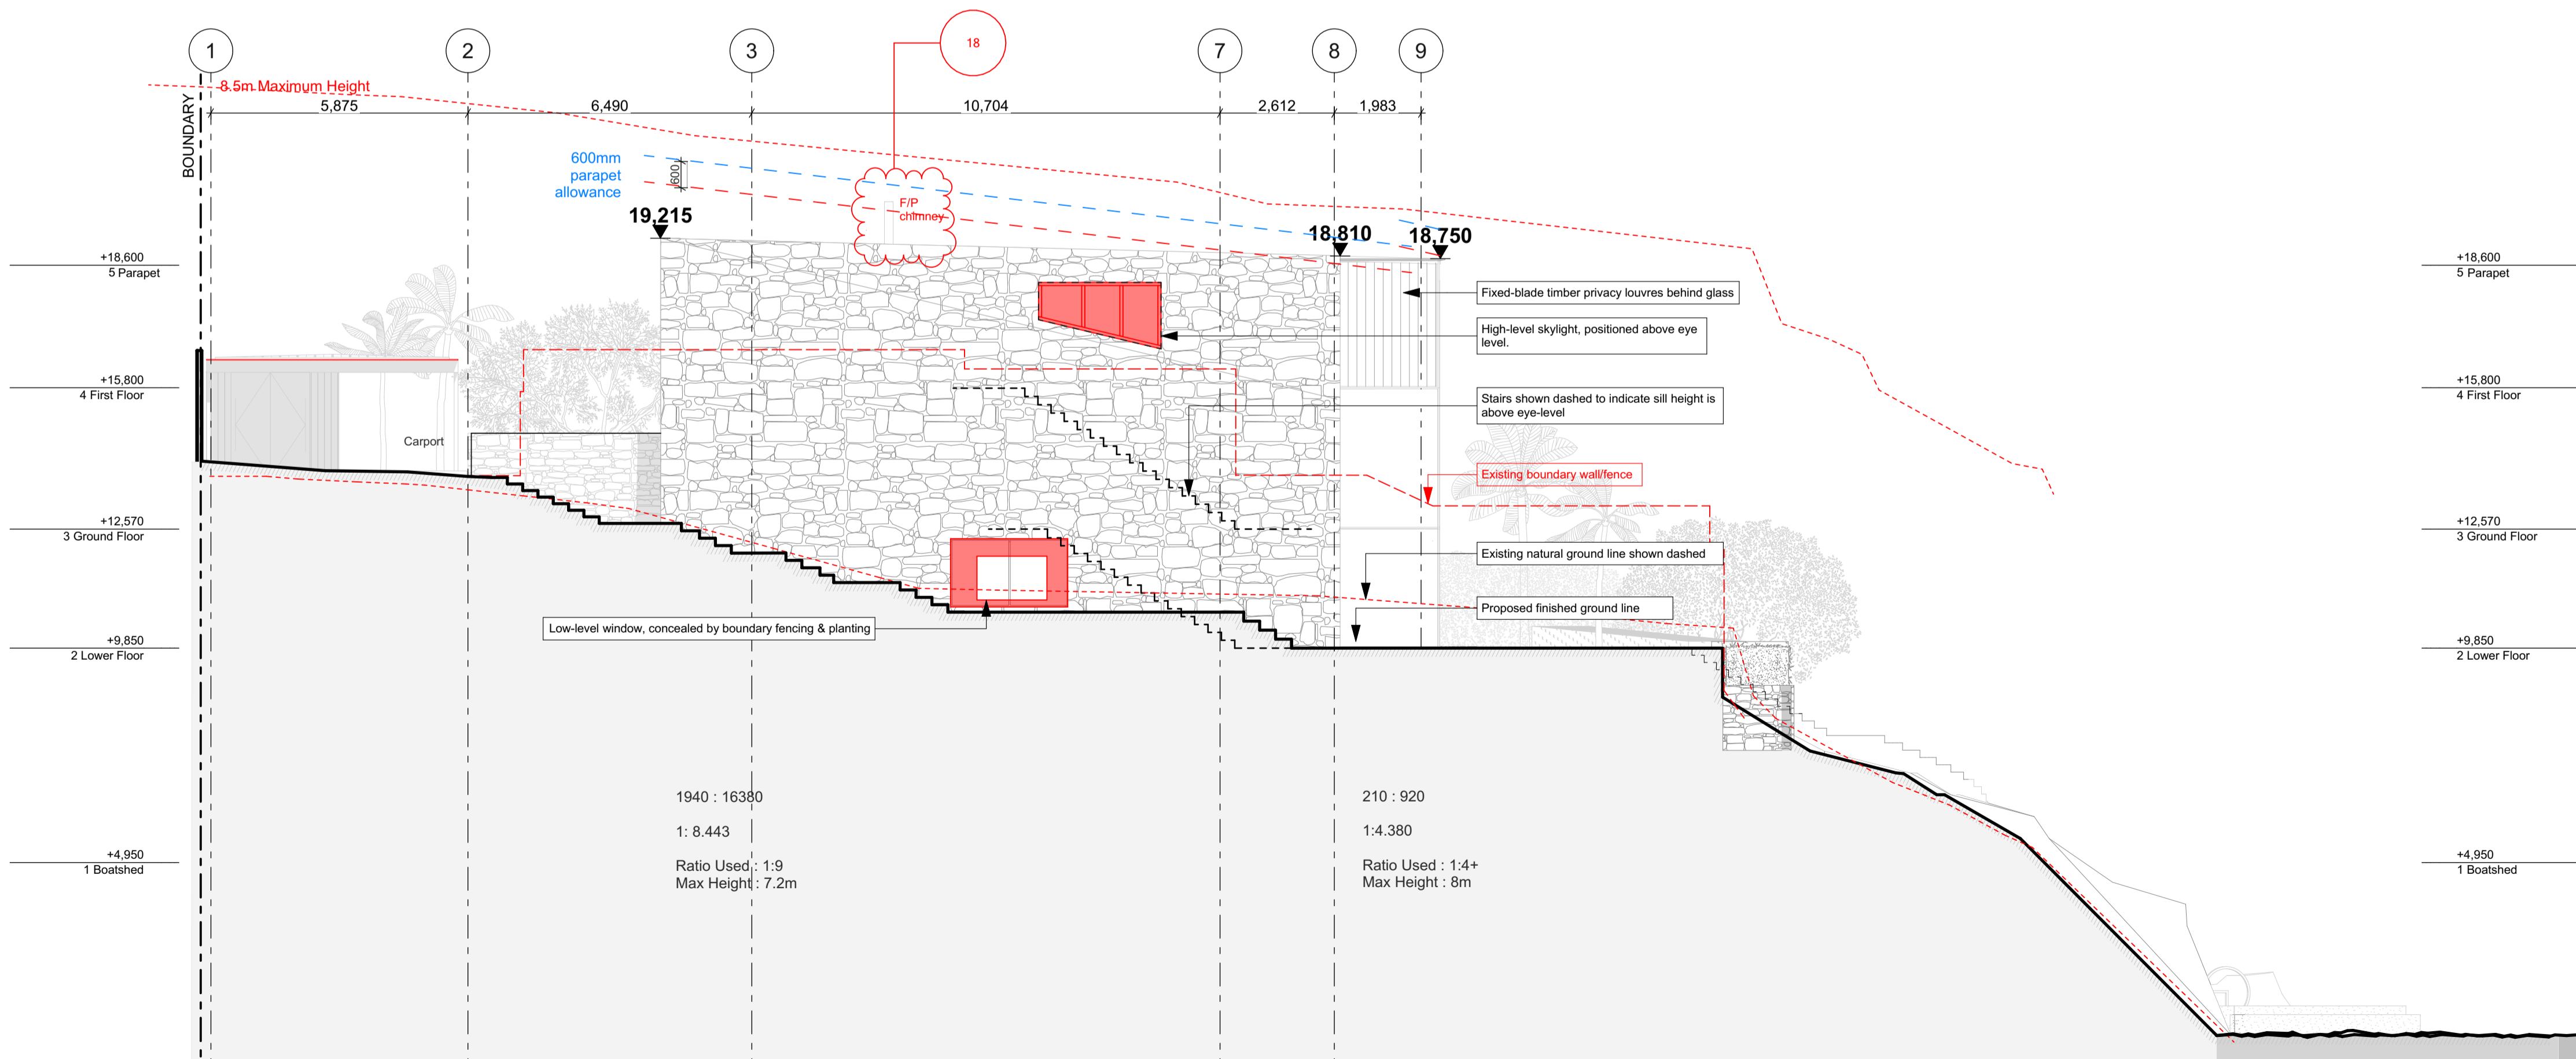 1
2
3
18
7
8
9
BOUNDARY
8.5m Maximum Height
5,875
6,490
10,704
2,612
1,983
600mm
parapet
allowance
600
F/P
chimney
19,215
18,810
18,750
+18,600
5 Parapet
+18,600
5 Parapet
Fixed-blade timber privacy louvres behind glass
High-level skylight, positioned above eye
level.
+15,800
4 First Floor
+15,800
4 First Floor
Stairs shown dashed to indicate sill height is
above eye-level
Carport
Existing boundary wall/fence
+12,570
3 Ground Floor
+12,570
3 Ground Floor
Existing natural ground line shown dashed
Proposed finished ground line
Low-level window, concealed by boundary fencing & planting
+9,850
2 Lower Floor
+9,850
2 Lower Floor
1940 : 16380
1: 8.443
Ratio Used : 1:9
Max Height : 7.2m
210 : 920
1:4.380
Ratio Used : 1:4+
Max Height : 8m
+4,950
1 Boatshed
+4,950
1 Boatshed